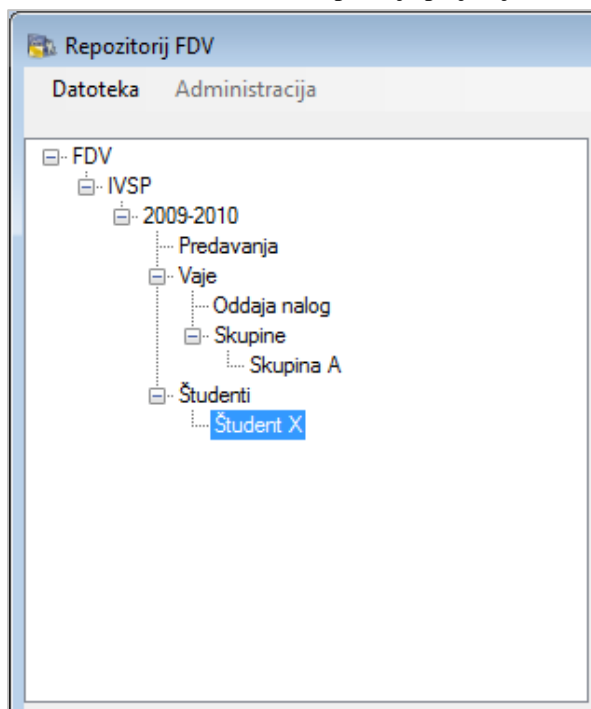 Repozitorij FDV
Datoteka Administracija
FDV
IVSP
2009-2010
Predavanja
Vaje
Oddaja nalog
Skupine
Skupina A
Študenti
Študent X